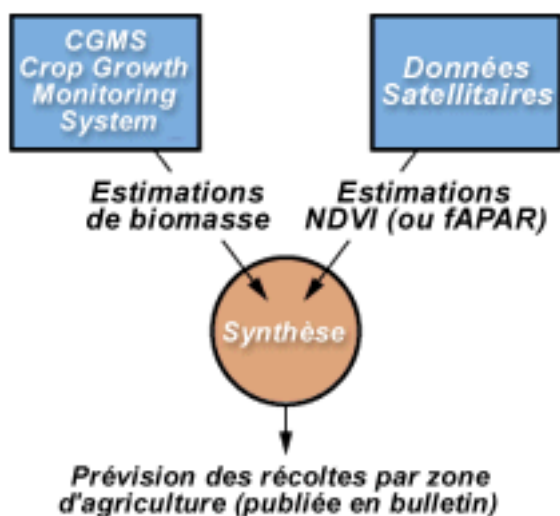 CGMS
Crop Growth
Monitoring
System
Données
Satellitaires
Estimations
de biomasse
Estimations
NDVI (ou fAPAR)
Synthèse
Prévision des récoltes par zone
d'agriculture (publiée en bulletin)